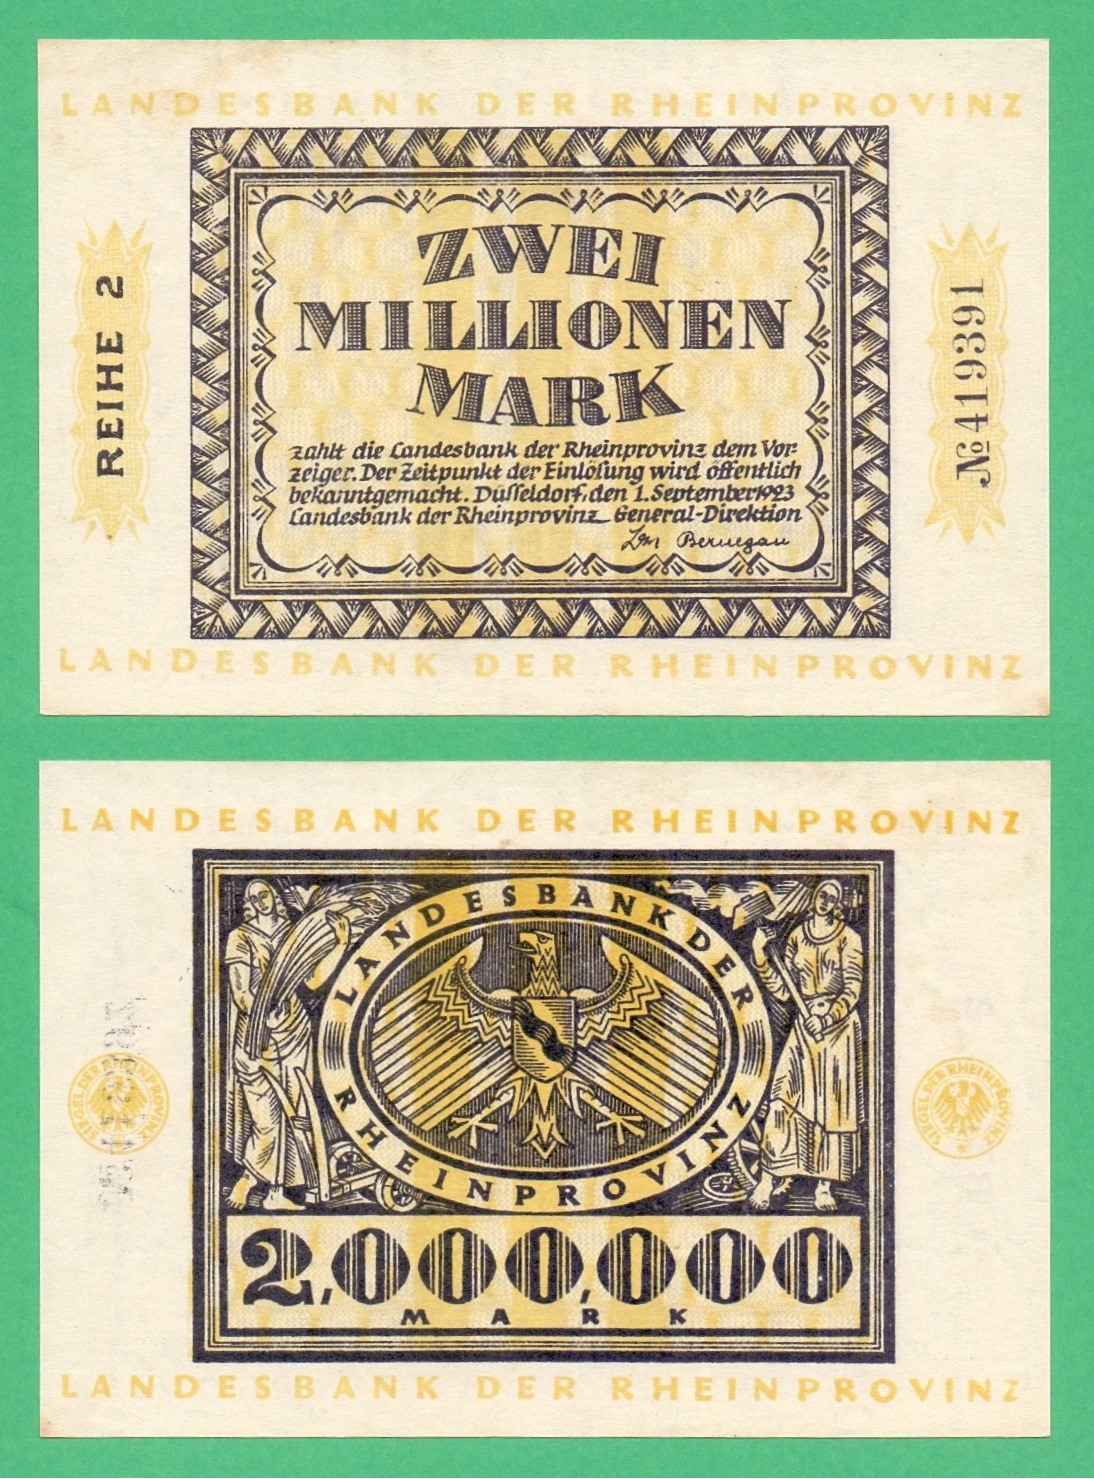 LANDESBANK DER RHEINPROVINZ
REIHE 2
ZWEI
MILLIONEN
MARK
zahlt die Landesbank der Rheinprovinz dem Vor-
zeiger. Der Zeitpunkt der Einlöſung wird öffentlich
bekanntgemacht. Düſſeldorf, den 1. September 1923
Landesbank der Rheinprovinz General-Direktion
Bernegau
№ 419391
LANDESBANK DER RHEINPROVINZ
LANDESBANK DER RHEINPROVINZ
LANDESBANK DER
RHEINPROVINZ
SIEGEL DER RHEINPROVINZ
SIEGEL DER RHEINPROVINZ
2,000,000
MARK
LANDESBANK DER RHEINPROVINZ